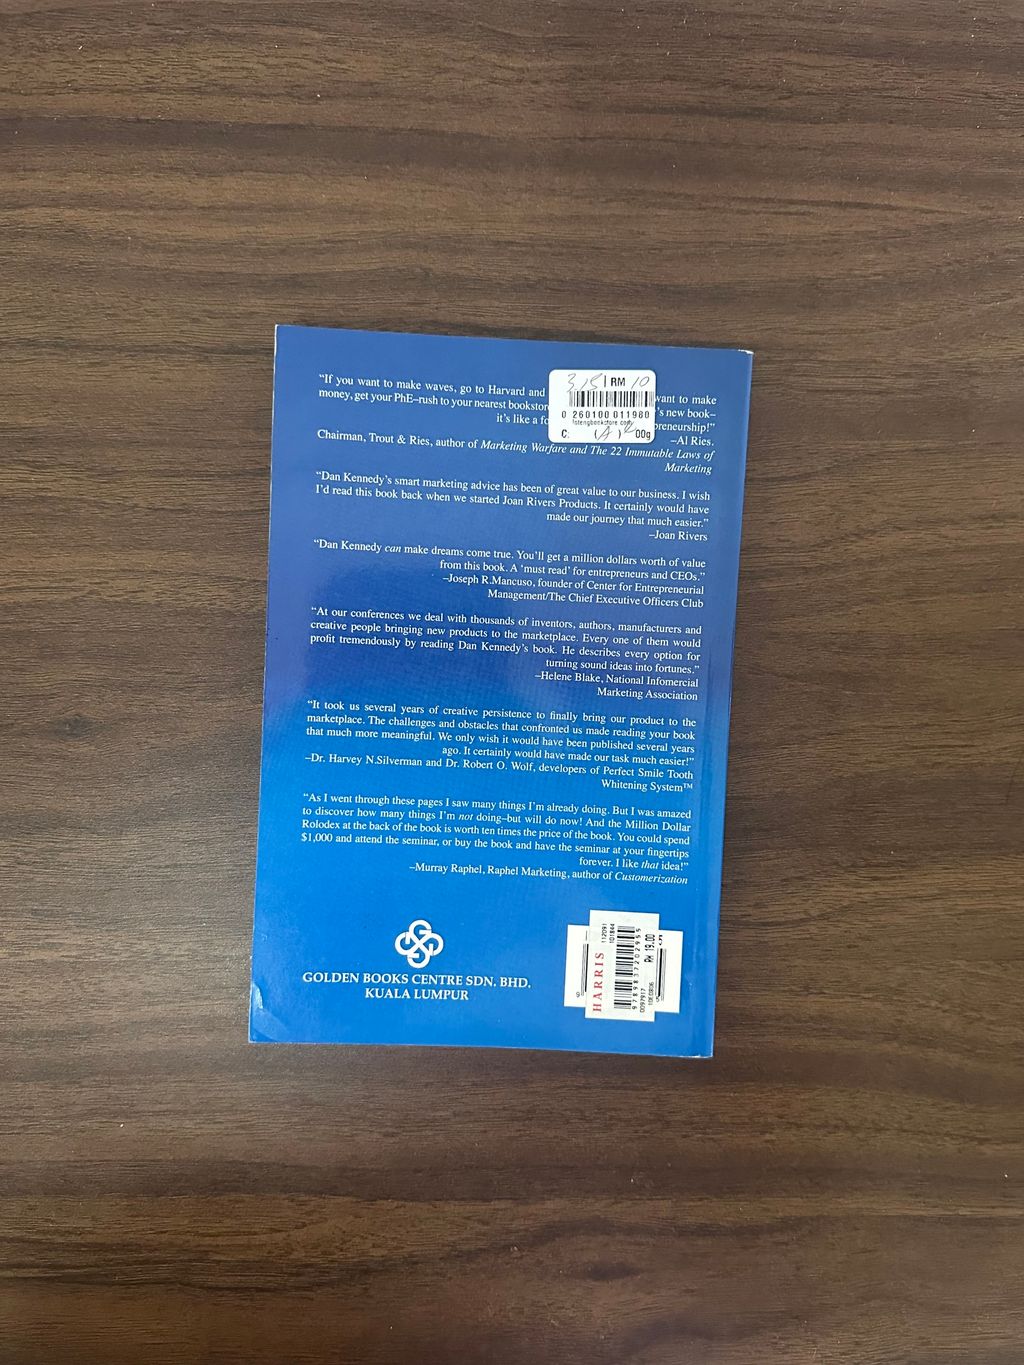 3.15 RM 10
0 260100 011980
C: 00g
“If you want to make waves, go to Harvard and want to make
money, get your PhE–rush to your nearest bookstore ’s new book–
it’s like a preneurship!”
–Al Ries.
Chairman, Trout & Ries, author of Marketing Warfare and The 22 Immutable Laws of
Marketing
“Dan Kennedy’s smart marketing advice has been of great value to our business. I wish
I’d read this book back when we started Joan Rivers Products. It certainly would have
made our journey that much easier.”
–Joan Rivers
“Dan Kennedy can make dreams come true. You’ll get a million dollars worth of value
from this book. A ‘must read’ for entrepreneurs and CEOs.”
–Joseph R.Mancuso, founder of Center for Entrepreneurial
Management/The Chief Executive Officers Club
“At our conferences we deal with thousands of inventors, authors, manufacturers and
creative people bringing new products to the marketplace. Every one of them would
profit tremendously by reading Dan Kennedy’s book. He describes every option for
turning sound ideas into fortunes.”
–Helene Blake, National Infomercial
Marketing Association
“It took us several years of creative persistence to finally bring our product to the
marketplace. The challenges and obstacles that confronted us made reading your book
that much more meaningful. We only wish it would have been published several years
ago. It certainly would have made our task much easier!”
–Dr. Harvey N.Silverman and Dr. Robert O. Wolf, developers of Perfect Smile Tooth
Whitening System™
“As I went through these pages I saw many things I’m already doing. But I was amazed
to discover how many things I’m not doing–but will do now! And the Million Dollar
Rolodex at the back of the book is worth ten times the price of the book. You could spend
$1,000 and attend the seminar, or buy the book and have the seminar at your fingertips
forever. I like that idea!”
–Murray Raphel, Raphel Marketing, author of Customerization
GOLDEN BOOKS CENTRE SDN. BHD.
KUALA LUMPUR
HARRIS
112091
101844
9789837202955
0097917
RM 19.00